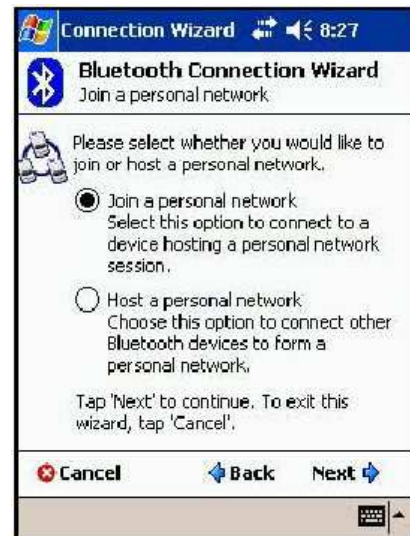 Connection Wizard 8:27
Bluetooth Connection Wizard
Join a personal network
Please select whether you would like to
join or host a personal network.
Join a personal network
Select this option to connect to a
device hosting a personal network
session.
Host a personal network
Choose this option to connect other
Bluetooth devices to form a
personal network.
Tap 'Next' to continue. To exit this
wizard, tap 'Cancel'.
Cancel Back Next